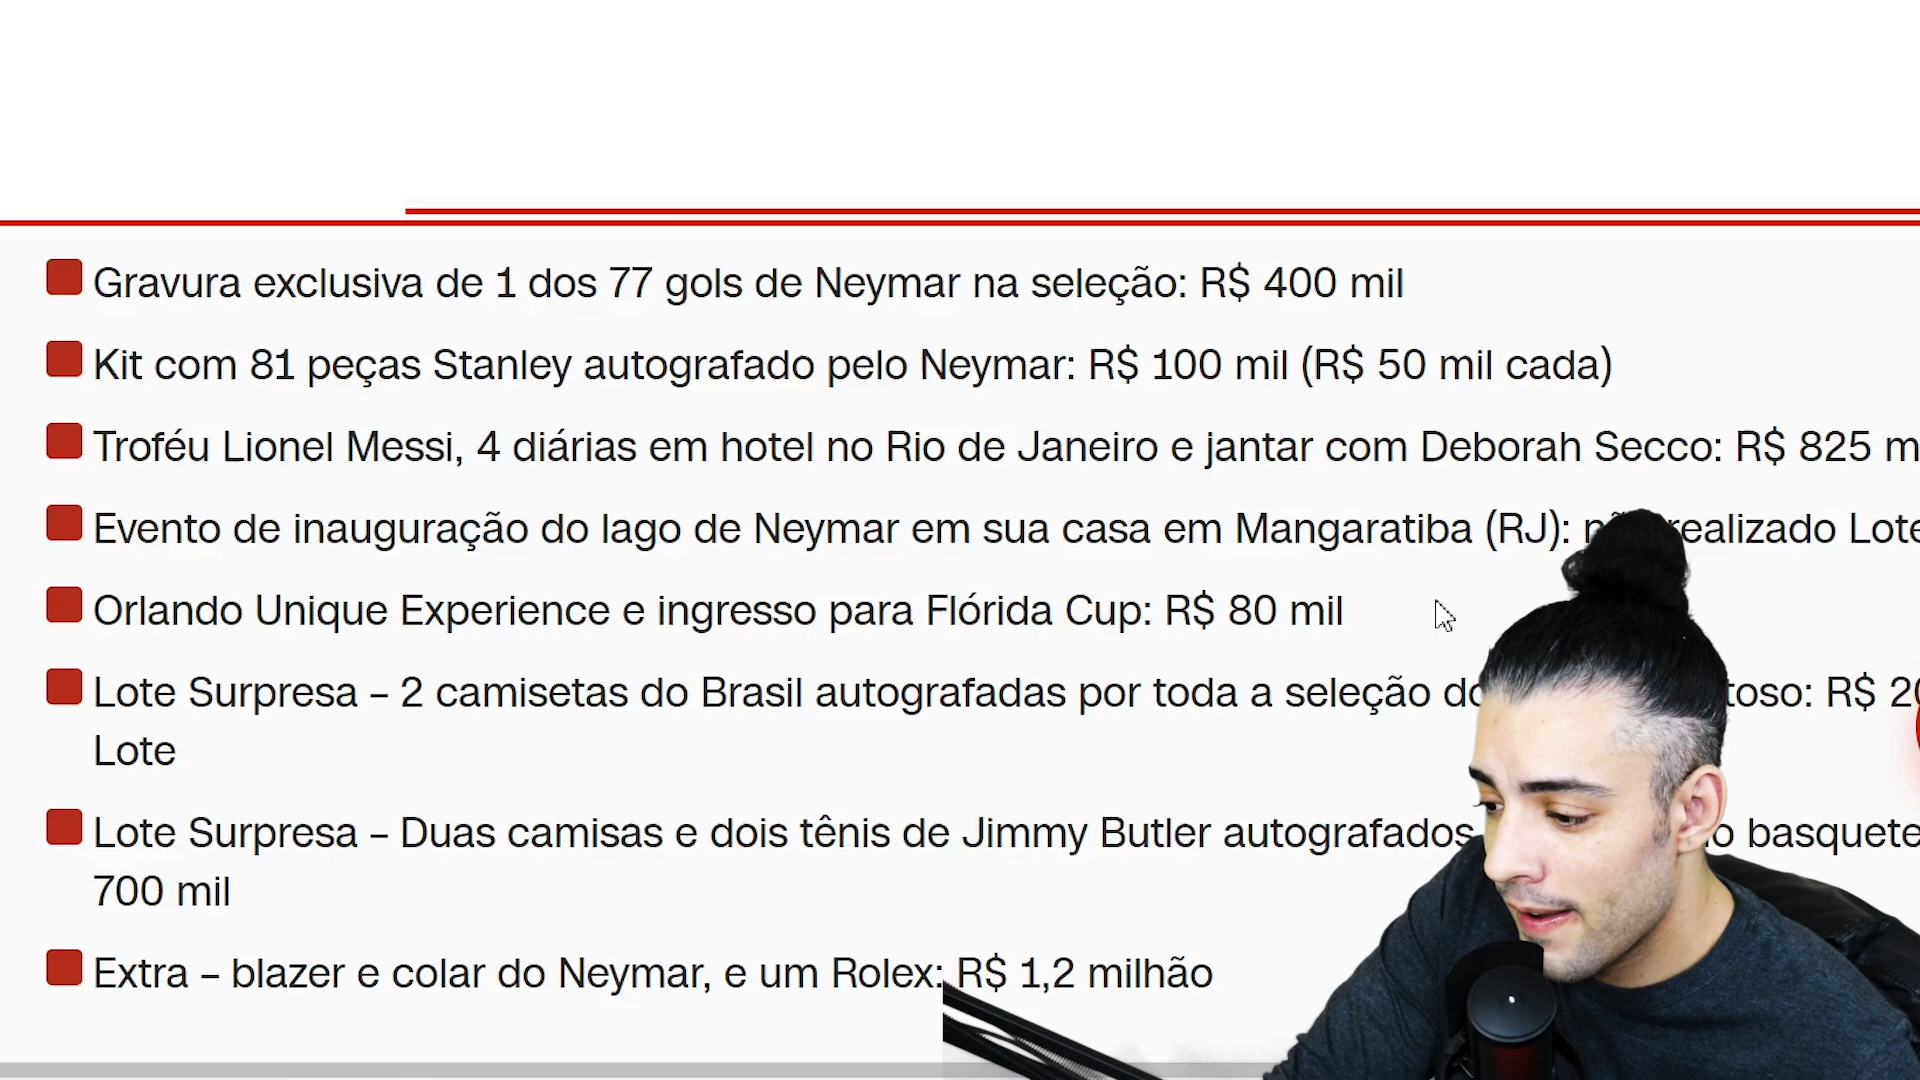 Gravura exclusiva de 1 dos 77 gols de Neymar na seleção: R$ 400 mil
Kit com 81 peças Stanley autografado pelo Neymar: R$ 100 mil (R$ 50 mil cada)
Troféu Lionel Messi, 4 diárias em hotel no Rio de Janeiro e jantar com Deborah Secco: R$ 825
Evento de inauguração do lago de Neymar em sua casa em Mangaratiba (RJ): realizado Lote
Orlando Unique Experience e ingresso para Flórida Cup: R$ 80 mil
Lote Surpresa – 2 camisetas do Brasil autografadas por toda a seleção R$
Lote
Lote Surpresa – Duas camisas e dois tênis de Jimmy Butler autografados basquete
700 mil
Extra – blazer e colar do Neymar, e um Rolex: R$ 1,2 milhão